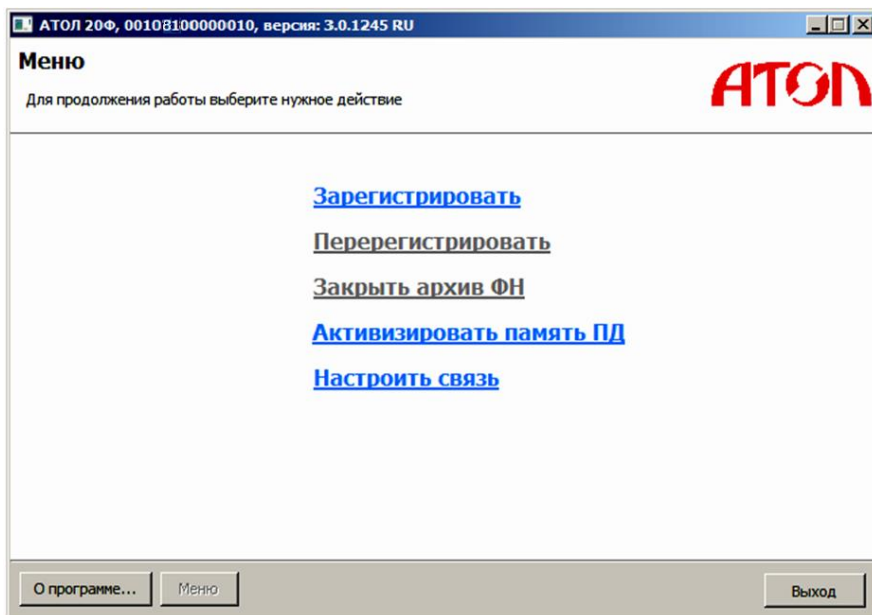 АТОЛ 20Ф, 00108100000010, версия: 3.0.1245 RU
Меню
Для продолжения работы выберите нужное действие
АТОЛ
Зарегистрировать
Перерегистрировать
Закрыть архив ФН
Активизировать память ПД
Настроить связь
О программе... Меню Выход